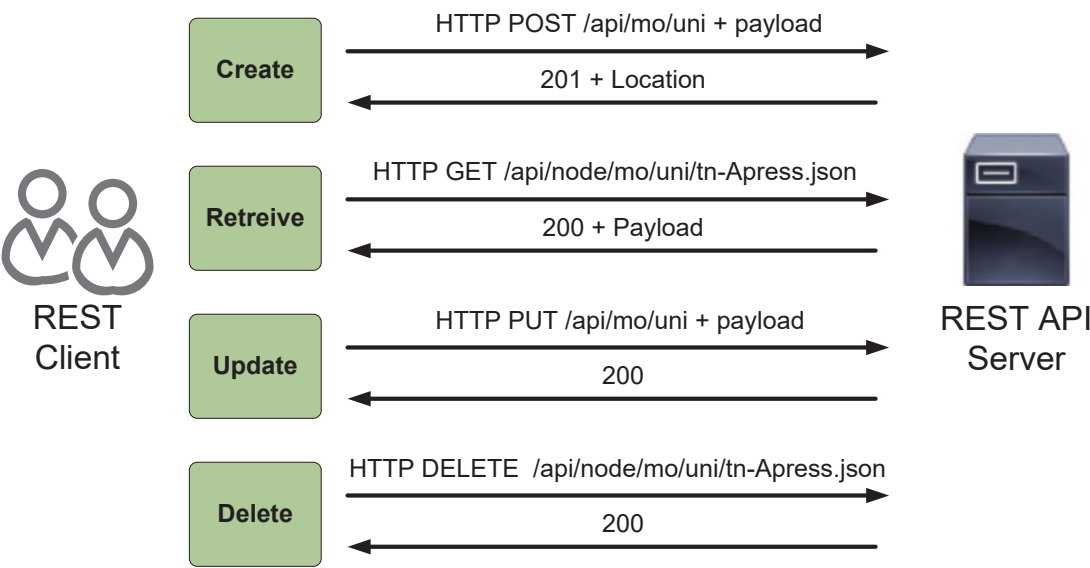 HTTP POST /api/mo/uni + payload
Create
201 + Location
HTTP GET /api/node/mo/uni/tn-Apress.json
Retreive
200 + Payload
REST
Client
REST API
Server
HTTP PUT /api/mo/uni + payload
Update
200
HTTP DELETE /api/node/mo/uni/tn-Apress.json
Delete
200